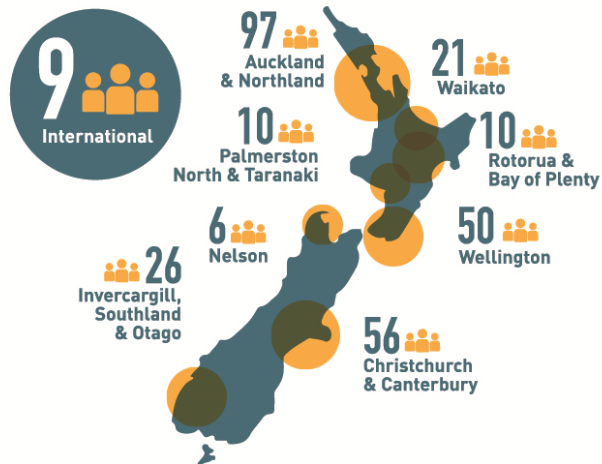 9
International
97
Auckland
& Northland
21
Waikato
10
Palmerston
North & Taranaki
10
Rotorua &
Bay of Plenty
6
Nelson
50
Wellington
26
Invercargill,
Southland
& Otago
56
Christchurch
& Canterbury